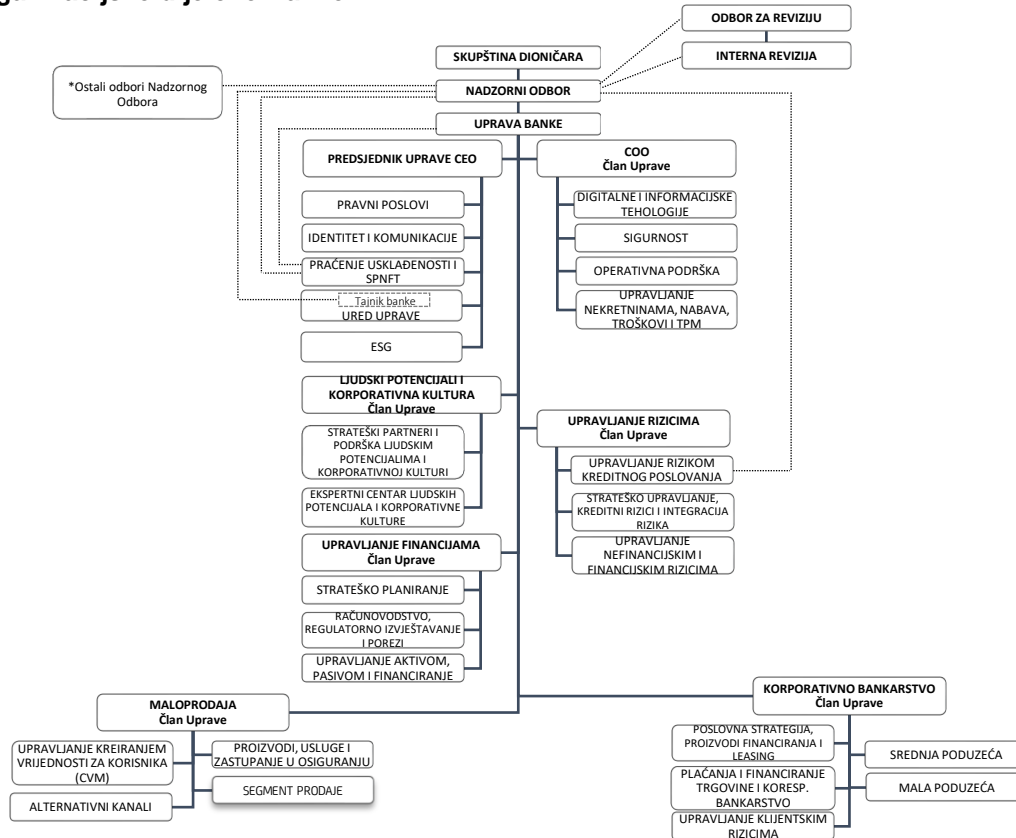 ODBOR ZA REVIZIJU
INTERNA REVIZIJA
SKUPŠTINA DIONIČARA
*Ostali odbori Nadzornog
Odbora
NADZORNI ODBOR
UPRAVA BANKE
PREDSJEDNIK UPRAVE CEO
PRAVNI POSLOVI
IDENTITET I KOMUNIKACIJE
PRAĆENJE USKLAĐENOSTI I
SPNFT
Tajnik banke
URED UPRAVE
ESG
COO
Član Uprave
DIGITALNE I INFORMACIJSKE
TEHOLOGIJE
SIGURNOST
OPERATIVNA PODRŠKA
UPRAVLJANJE
NEKRETNINAMA, NABAVA,
TROŠKOVI I TPM
LJUDSKI POTENCIJALI I
KORPORATIVNA KULTURA
Član Uprave
STRATEŠKI PARTNERI I
PODRŠKA LJUDSKIM
POTENCIJALIMA I
KORPORATIVNOJ KULTURI
EKSPERTNI CENTAR LJUDSKIH
POTENCIJALA I KORPORATIVNE
KULTURE
UPRAVLJANJE RIZICIMA
Član Uprave
UPRAVLJANJE RIZIKOM
KREDITNOG POSLOVANJA
STRATEŠKO UPRAVLJANJE,
KREDITNI RIZICI I INTEGRACIJA
RIZIKA
UPRAVLJANJE
NEFINANCIJSKIM I
FINANCIJSKIM RIZICIMA
UPRAVLJANJE FINANCIJAMA
Član Uprave
STRATEŠKO PLANIRANJE
RAČUNOVODSTVO,
REGULATORNO IZVJEŠTAVANJE
I POREZI
UPRAVLJANJE AKTIVOM,
PASIVOM I FINANCIRANJE
MALOPRODAJA
Član Uprave
UPRAVLJANJE KREIRANJEM
VRIJEDNOSTI ZA KORISNIKA
(CVM)
ALTERNATIVNI KANALI
PROIZVODI, USLUGE I
ZASTUPANJE U OSIGURANJU
SEGMENT PRODAJE
KORPORATIVNO BANKARSTVO
Član Uprave
POSLOVNA STRATEGIJA,
PROIZVODI FINANCIRANJA I
LEASING
PLAĆANJA I FINANCIRANJE
TRGOVINE I KORESP.
BANKARSTVO
UPRAVLJANJE KLIJENTSKIM
RIZICIMA
SREDNJA PODUZEĆA
MALA PODUZEĆA